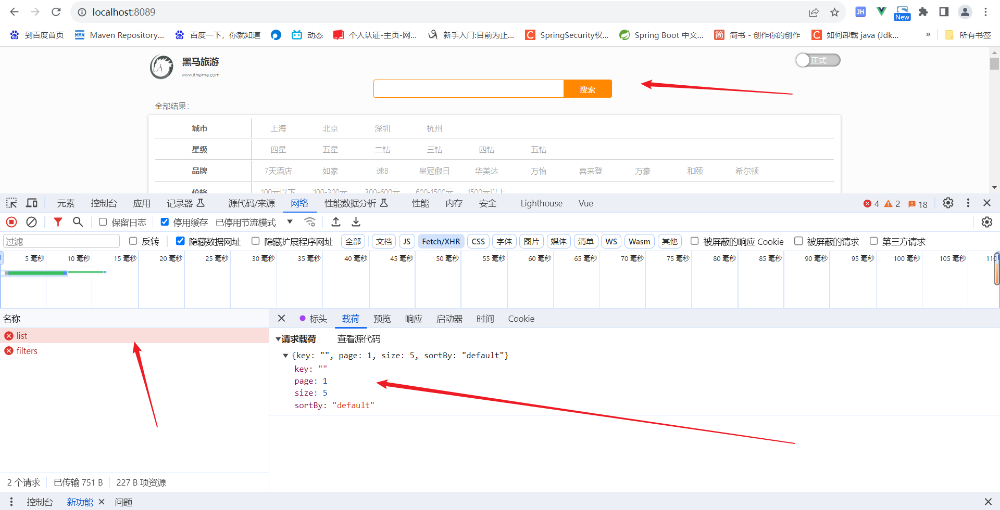 localhost:8089
JH
New
到百度首页
MVN Maven Repository...
百度一下，你就知道
动态
个人认证-主页-网...
新手入门:目前为止...
C SpringSecurity权...
Spring Boot 中文...
简 简书 - 创作你的创作
C 如何卸载 java (Jdk...
»
所有书签
黑马旅游
www.itheima.com
正式
搜索
全部结果:
城市 上海 北京 深圳 杭州
星级 四星 五星 二钻 三钻 四钻 五钻
品牌 7天酒店 如家 速8 皇冠假日 华美达 万怡 喜来登 万豪 和颐 希尔顿
价格 100元以下 100-300元 300-600元 600-1500元 1500元以上
元素 控制台 应用 记录器 源代码/来源 网络 性能数据分析 性能 内存 安全 Lighthouse Vue 4 2 18
保留日志 停用缓存 已停用节流模式
过滤 反转 隐藏数据网址 隐藏扩展程序网址 全部 文档 JS Fetch/XHR CSS 字体 图片 媒体 清单 WS Wasm 其他 被屏蔽的响应 Cookie 被屏蔽的请求 第三方请求
5 毫秒 10 毫秒 15 毫秒 20 毫秒 25 毫秒 30 毫秒 35 毫秒 40 毫秒 45 毫秒 50 毫秒 55 毫秒 60 毫秒 65 毫秒 70 毫秒 75 毫秒 80 毫秒 85 毫秒 90 毫秒 95 毫秒 100 毫秒 105 毫秒 110
名称
list
filters
标头 载荷 预览 响应 启动器 时间 Cookie
请求载荷 查看源代码
{key: "", page: 1, size: 5, sortBy: "default"}
key: ""
page: 1
size: 5
sortBy: "default"
2 个请求 已传输 751 B 227 B 项资源
控制台 新功能 问题